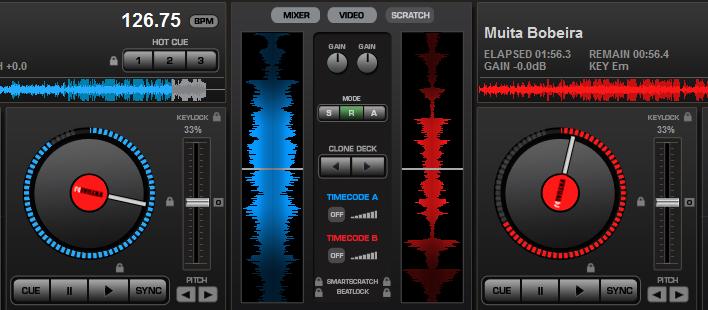 126.75 BPM
HOT CUE
H +0.0
1 2 3
KEYLOCK
33%
CUE
SYNC
PITCH
MIXER VIDEO SCRATCH
GAIN GAIN
MODE
S R A
CLONE DECK
TIMECODE A
OFF
TIMECODE B
OFF
SMARTSCRATCH
BEATLOCK
Muita Bobeira
ELAPSED 01:56.3 REMAIN 00:56.4
GAIN -0.0dB KEY Em
KEYLOCK
33%
CUE
SYNC
PITCH